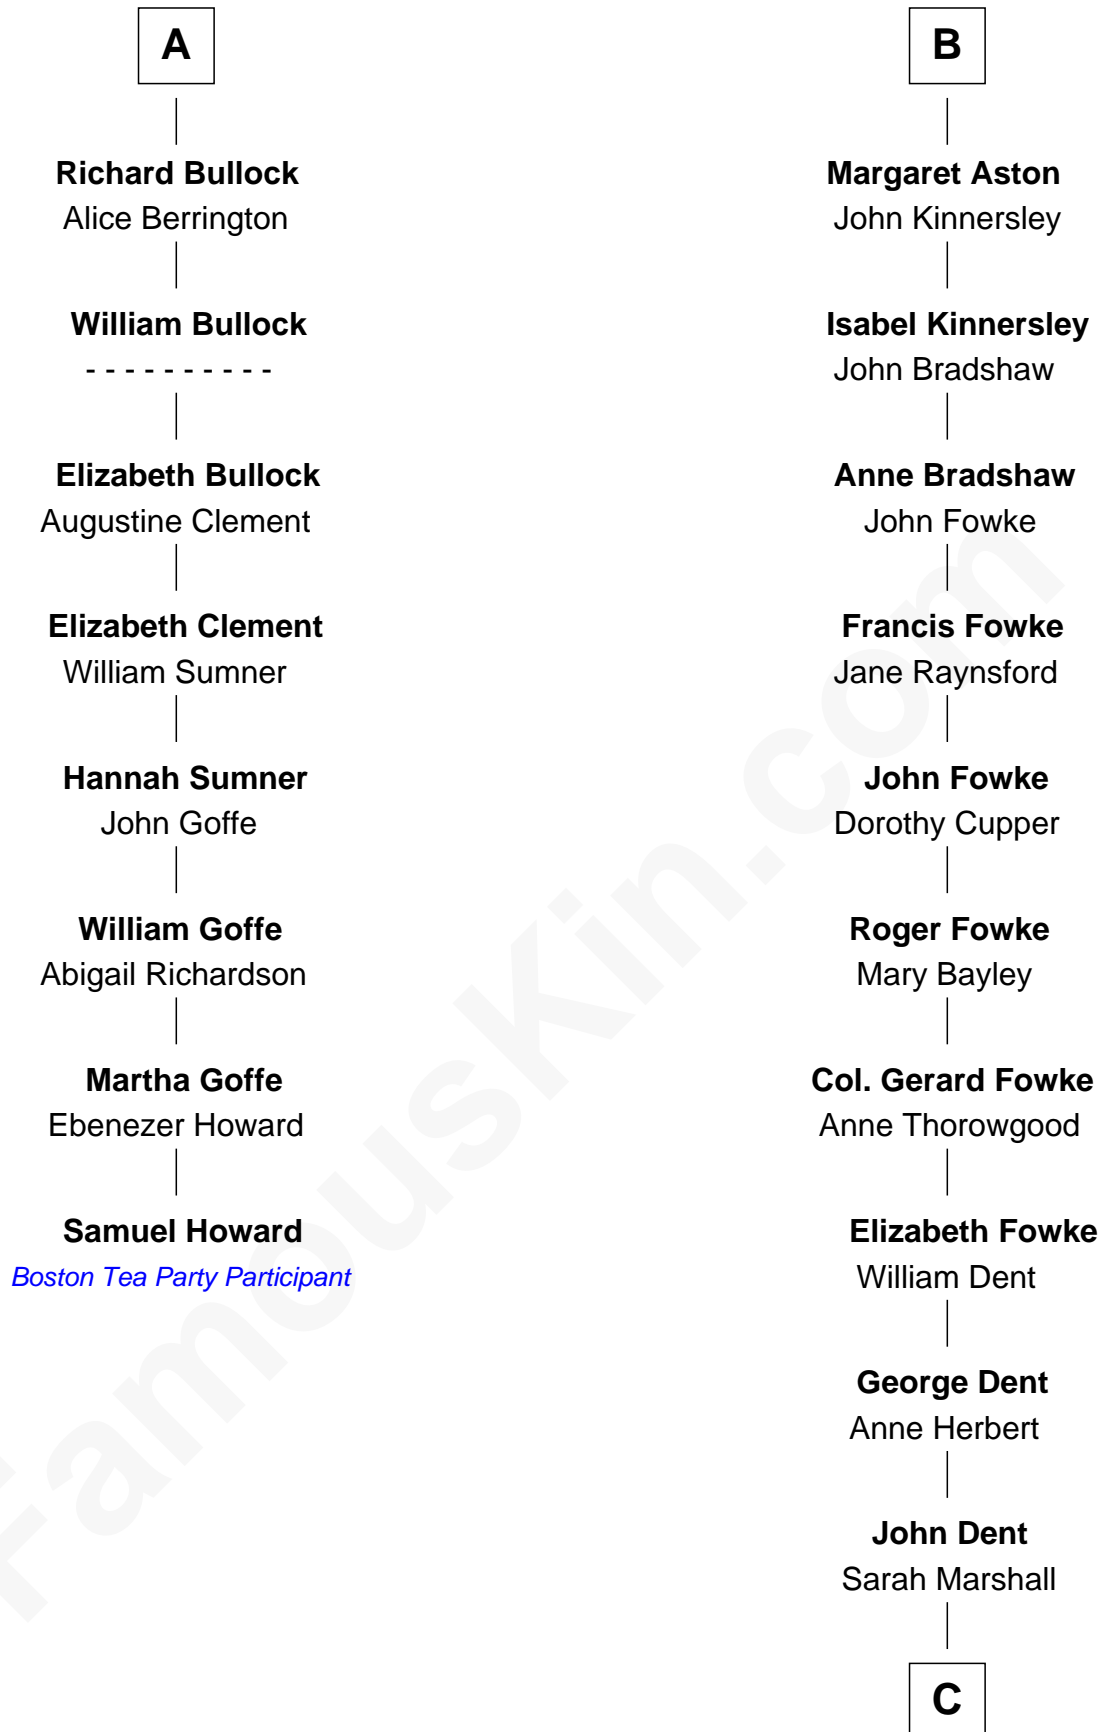 A
Richard Bullock
Alice Berrington
William Bullock
- - - - - - - - - -
Elizabeth Bullock
Augustine Clement
Elizabeth Clement
William Sumner
Hannah Sumner
John Goffe
William Goffe
Abigail Richardson
Martha Goffe
Ebenezer Howard
Samuel Howard
Boston Tea Party Participant
B
Margaret Aston
John Kinnersley
Isabel Kinnersley
John Bradshaw
Anne Bradshaw
John Fowke
Francis Fowke
Jane Raynsford
John Fowke
Dorothy Cupper
Roger Fowke
Mary Bayley
Col. Gerard Fowke
Anne Thorowgood
Elizabeth Fowke
William Dent
George Dent
Anne Herbert
John Dent
Sarah Marshall
C
FamousKin.com